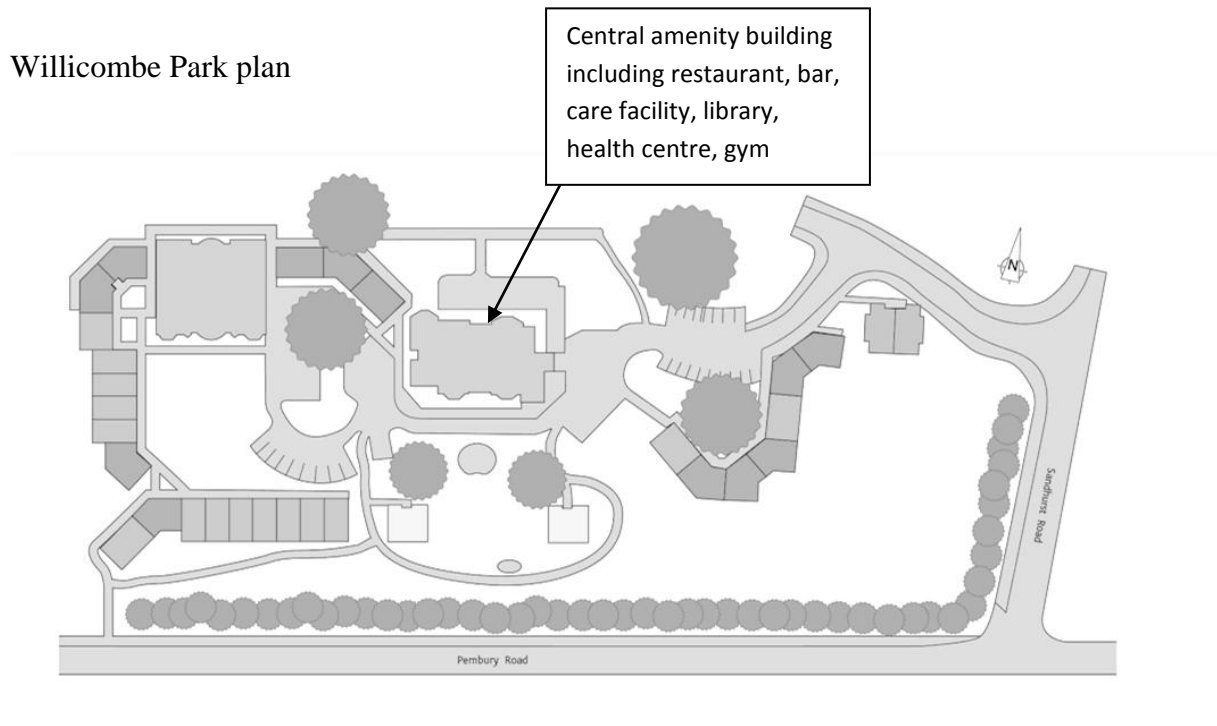 Willicombe Park plan
Central amenity building
including restaurant, bar,
care facility, library,
health centre, gym
N
Sandhurst Road
Pembury Road